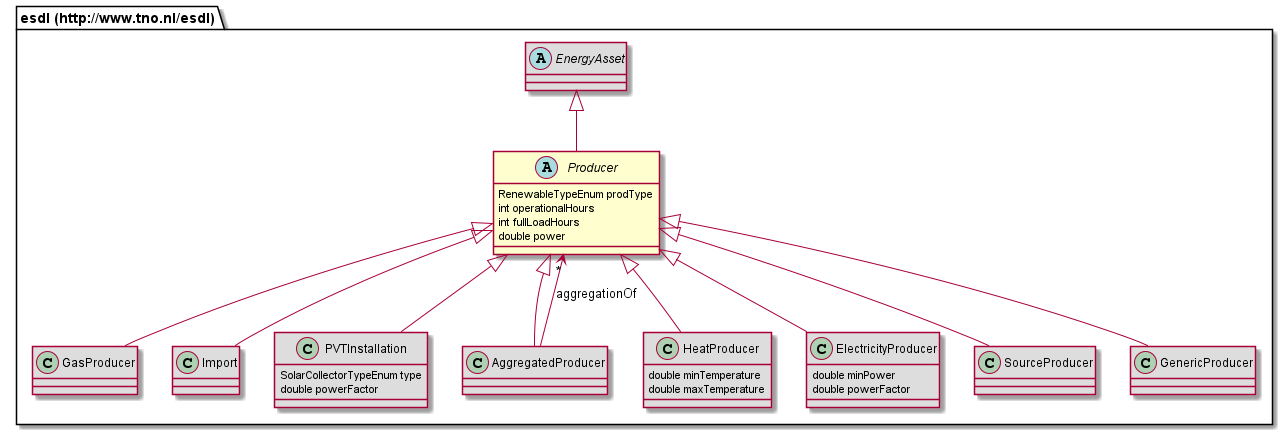 esdl (http://www.tno.nl/esdl)
A EnergyAsset
A Producer
RenewableTypeEnum prodType
int operationalHours
int fullLoadHours
double power
*
aggregationOf
C GasProducer
C Import
C PVTInstallation
SolarCollectorTypeEnum type
double powerFactor
C AggregatedProducer
C HeatProducer
double minTemperature
double maxTemperature
C ElectricityProducer
double minPower
double powerFactor
C SourceProducer
C GenericProducer